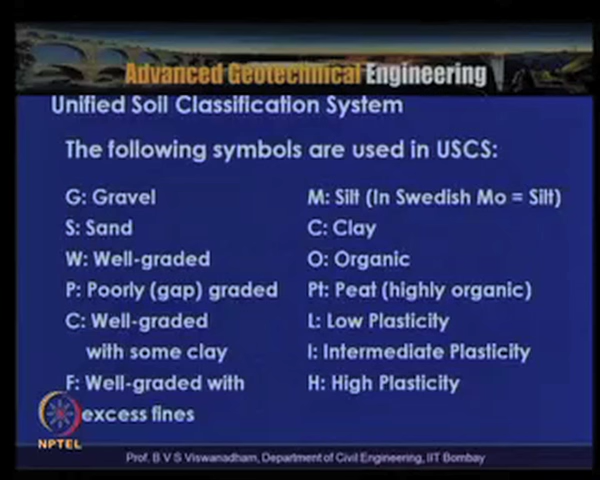 Advanced Geotechnical Engineering
Unified Soil Classification System
The following symbols are used in USCS:
G: Gravel
S: Sand
W: Well-graded
P: Poorly (gap) graded
C: Well-graded
with some clay
F: Well-graded with
excess fines
M: Silt (In Swedish Mo = Silt)
C: Clay
O: Organic
Pt: Peat (highly organic)
L: Low Plasticity
I: Intermediate Plasticity
H: High Plasticity
NPTEL
Prof. B V S Viswanadham, Department of Civil Engineering, IIT Bombay